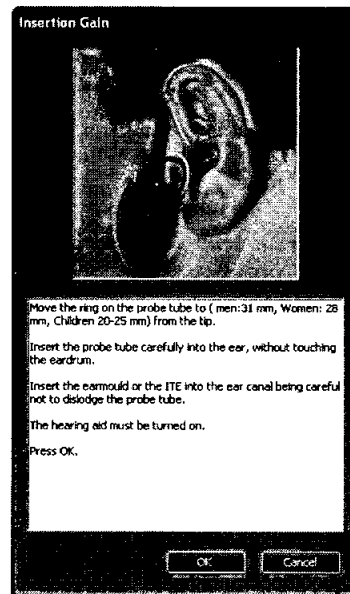 Insertion Gain
Move the ring on the probe tube to ( men:31 mm, Women: 28
mm, Children 20-25 mm) from the tip.
Insert the probe tube carefully into the ear, without touching
the eardrum.
Insert the earmould or the ITE into the ear canal being careful
not to dislodge the probe tube.
The hearing aid must be turned on.
Press OK.
OK
Cancel